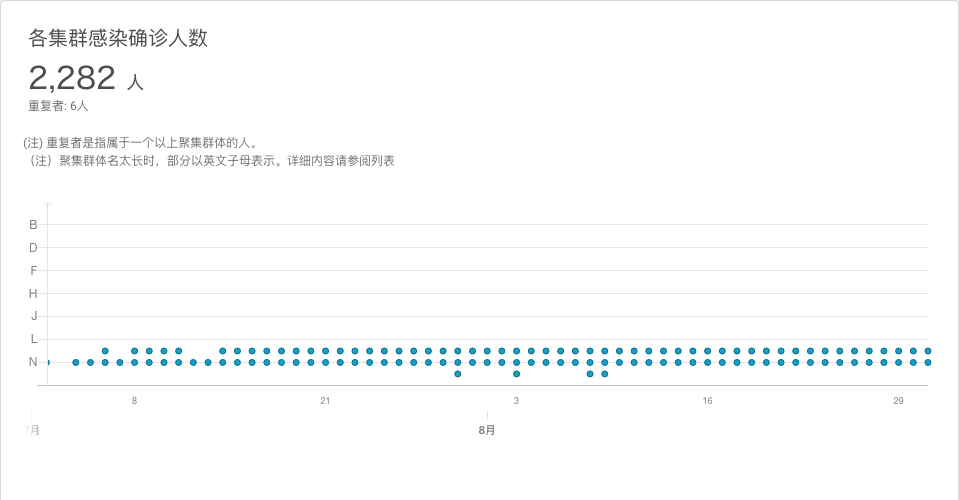 各集群感染确诊人数
2,282 人
重复者: 6人
(注) 重复者是指属于一个以上聚集群体的人。
（注）聚集群体名太长时，部分以英文子母表示。详细内容请参阅列表
B
D
F
H
J
L
N
8 21 3 16 29
7月 8月